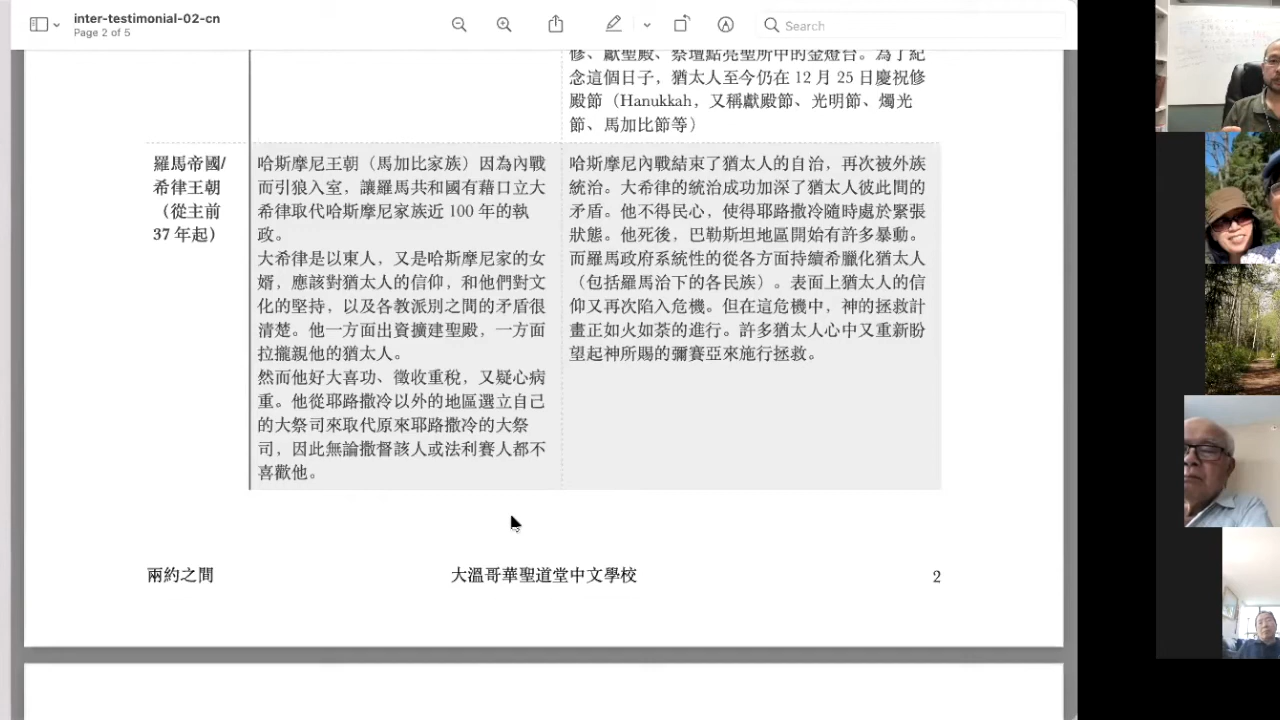 inter-testimonial-02-cn
Page 2 of 5
Search
修、獻聖殿、祭壇點亮聖所中的金燈台。為了紀
念這個日子，猶太人至今仍在 12 月 25 日慶祝修
殿節（Hanukkah，又稱獻殿節、光明節、燭光
節、馬加比節等）
羅馬帝國/
希律王朝
（從主前
37 年起）
哈斯摩尼王朝（馬加比家族）因為內戰
而引狼入室，讓羅馬共和國有藉口立大
希律取代哈斯摩尼家族近 100 年的執
政。
大希律是以東人，又是哈斯摩尼家的女
婿，應該對猶太人的信仰，和他們對文
化的堅持，以及各教派別之間的矛盾很
清楚。他一方面出資擴建聖殿，一方面
拉攏親他的猶太人。
然而他好大喜功、徵收重稅，又疑心病
重。他從耶路撒冷以外的地區選立自己
的大祭司來取代原來耶路撒冷的大祭
司，因此無論撒督該人或法利賽人都不
喜歡他。
哈斯摩尼內戰結束了猶太人的自治，再次被外族
統治。大希律的統治成功加深了猶太人彼此間的
矛盾。他不得民心，使得耶路撒冷隨時處於緊張
狀態。他死後，巴勒斯坦地區開始有許多暴動。
而羅馬政府系統性的從各方面持續希臘化猶太人
（包括羅馬治下的各民族）。表面上猶太人的信
仰又再次陷入危機。但在這危機中，神的拯救計
畫正如火如荼的進行。許多猶太人心中又重新盼
望起神所賜的彌賽亞來施行拯救。
兩約之間
大溫哥華聖道堂中文學校
2